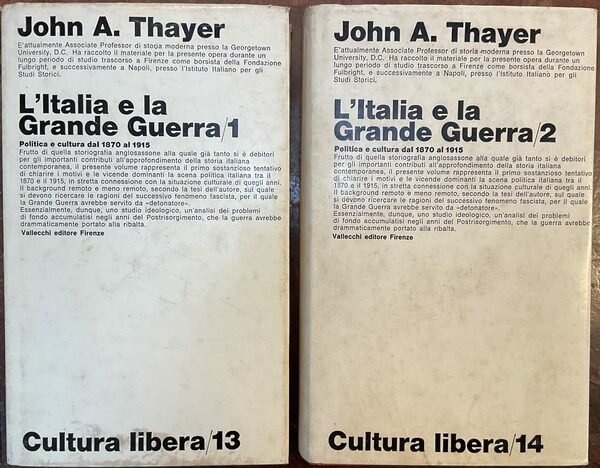 John A. Thayer
E'attualmente Associate Professor di storia moderna presso la Georgetown
University, D.C. Ha raccolto il materiale per la presente opera durante un
lungo periodo di studio trascorso a Firenze come borsista della Fondazione
Fulbright, e successivamente a Napoli, presso l'Istituto Italiano per gli
Studi Storici.
L'Italia e la
Grande Guerra/1
Politica e cultura dal 1870 al 1915
Frutto di quella storiografia anglosassone alla quale già tanto si è debitori
per gli importanti contributi all'approfondimento della storia italiana
contemporanea, il presente volume rappresenta il primo sostanzioso tentativo
di chiarire i motivi e le vicende dominanti la scena politica italiana tra il
1870 e il 1915, in stretta connessione con la situazione culturale di quegli anni.
Il background remoto e meno remoto, secondo la tesi dell'autore, sul quale
si devono ricercare le ragioni del successivo fenomeno fascista, per il quale
la Grande Guerra avrebbe servito da «detonatore».
Essenzialmente, dunque, uno studio ideologico, un'analisi dei problemi
di fondo accumulatisi negli anni del Postrisorgimento, che la guerra avrebbe
drammaticamente portato alla ribalta.
Vallecchi editore Firenze
Cultura libera/13
John A. Thayer
E'attualmente Associate Professor di storia moderna presso la Georgetown
University, D.C. Ha raccolto il materiale per la presente opera durante un
lungo periodo di studio trascorso a Firenze come borsista della Fondazione
Fulbright, e successivamente a Napoli, presso l'Istituto Italiano per gli
Studi Storici.
L'Italia e la
Grande Guerra/2
Politica e cultura dal 1870 al 1915
Frutto di quella storiografia anglosassone alla quale già tanto si è debitori
per gli importanti contributi all'approfondimento della storia italiana
contemporanea, il presente volume rappresenta il primo sostanzioso tentativo
di chiarire i motivi e le vicende dominanti la scena politica italiana tra il
1870 e il 1915, in stretta connessione con la situazione culturale di quegli anni.
Il background remoto e meno remoto, secondo la tesi dell'autore, sul quale
si devono ricercare le ragioni del successivo fenomeno fascista, per il quale
la Grande Guerra avrebbe servito da «detonatore».
Essenzialmente, dunque, uno studio ideologico, un'analisi dei problemi
di fondo accumulatisi negli anni del Postrisorgimento, che la guerra avrebbe
drammaticamente portato alla ribalta.
Vallecchi editore Firenze
Cultura libera/14